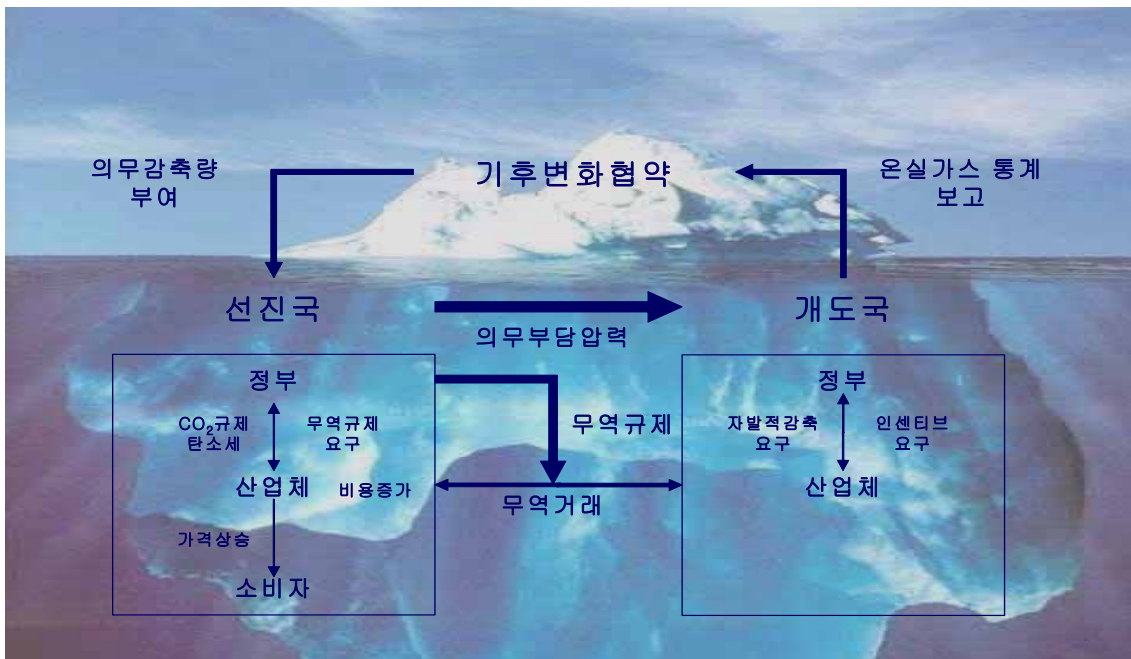 의무감축량
부여
기후변화협약
온실가스 통계
보고
선진국
개도국
의무부담압력
정부
CO₂규제
탄소세
무역규제
요구
산업체
비용증가
가격상승
소비자
무역규제
무역거래
정부
자발적감축
요구
인센티브
요구
산업체